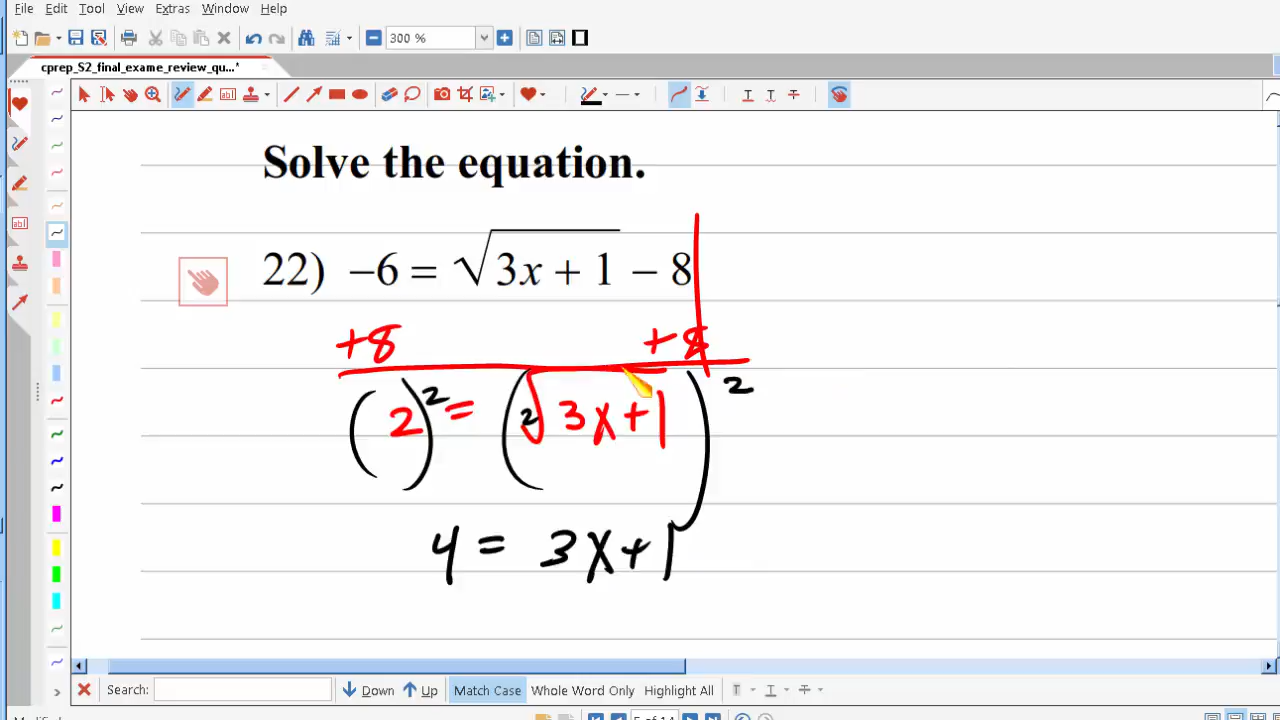 File Edit View Tool Extras Window Help
300 %
cprep_S2_final_exame_review_qu...*
Solve the equation.
22) −6 = √3x + 1 − 8
+8 +8
(2)² = (²√3x+1)²
4 = 3x+1
Search: Down Up Match Case Whole Word Only Highlight All